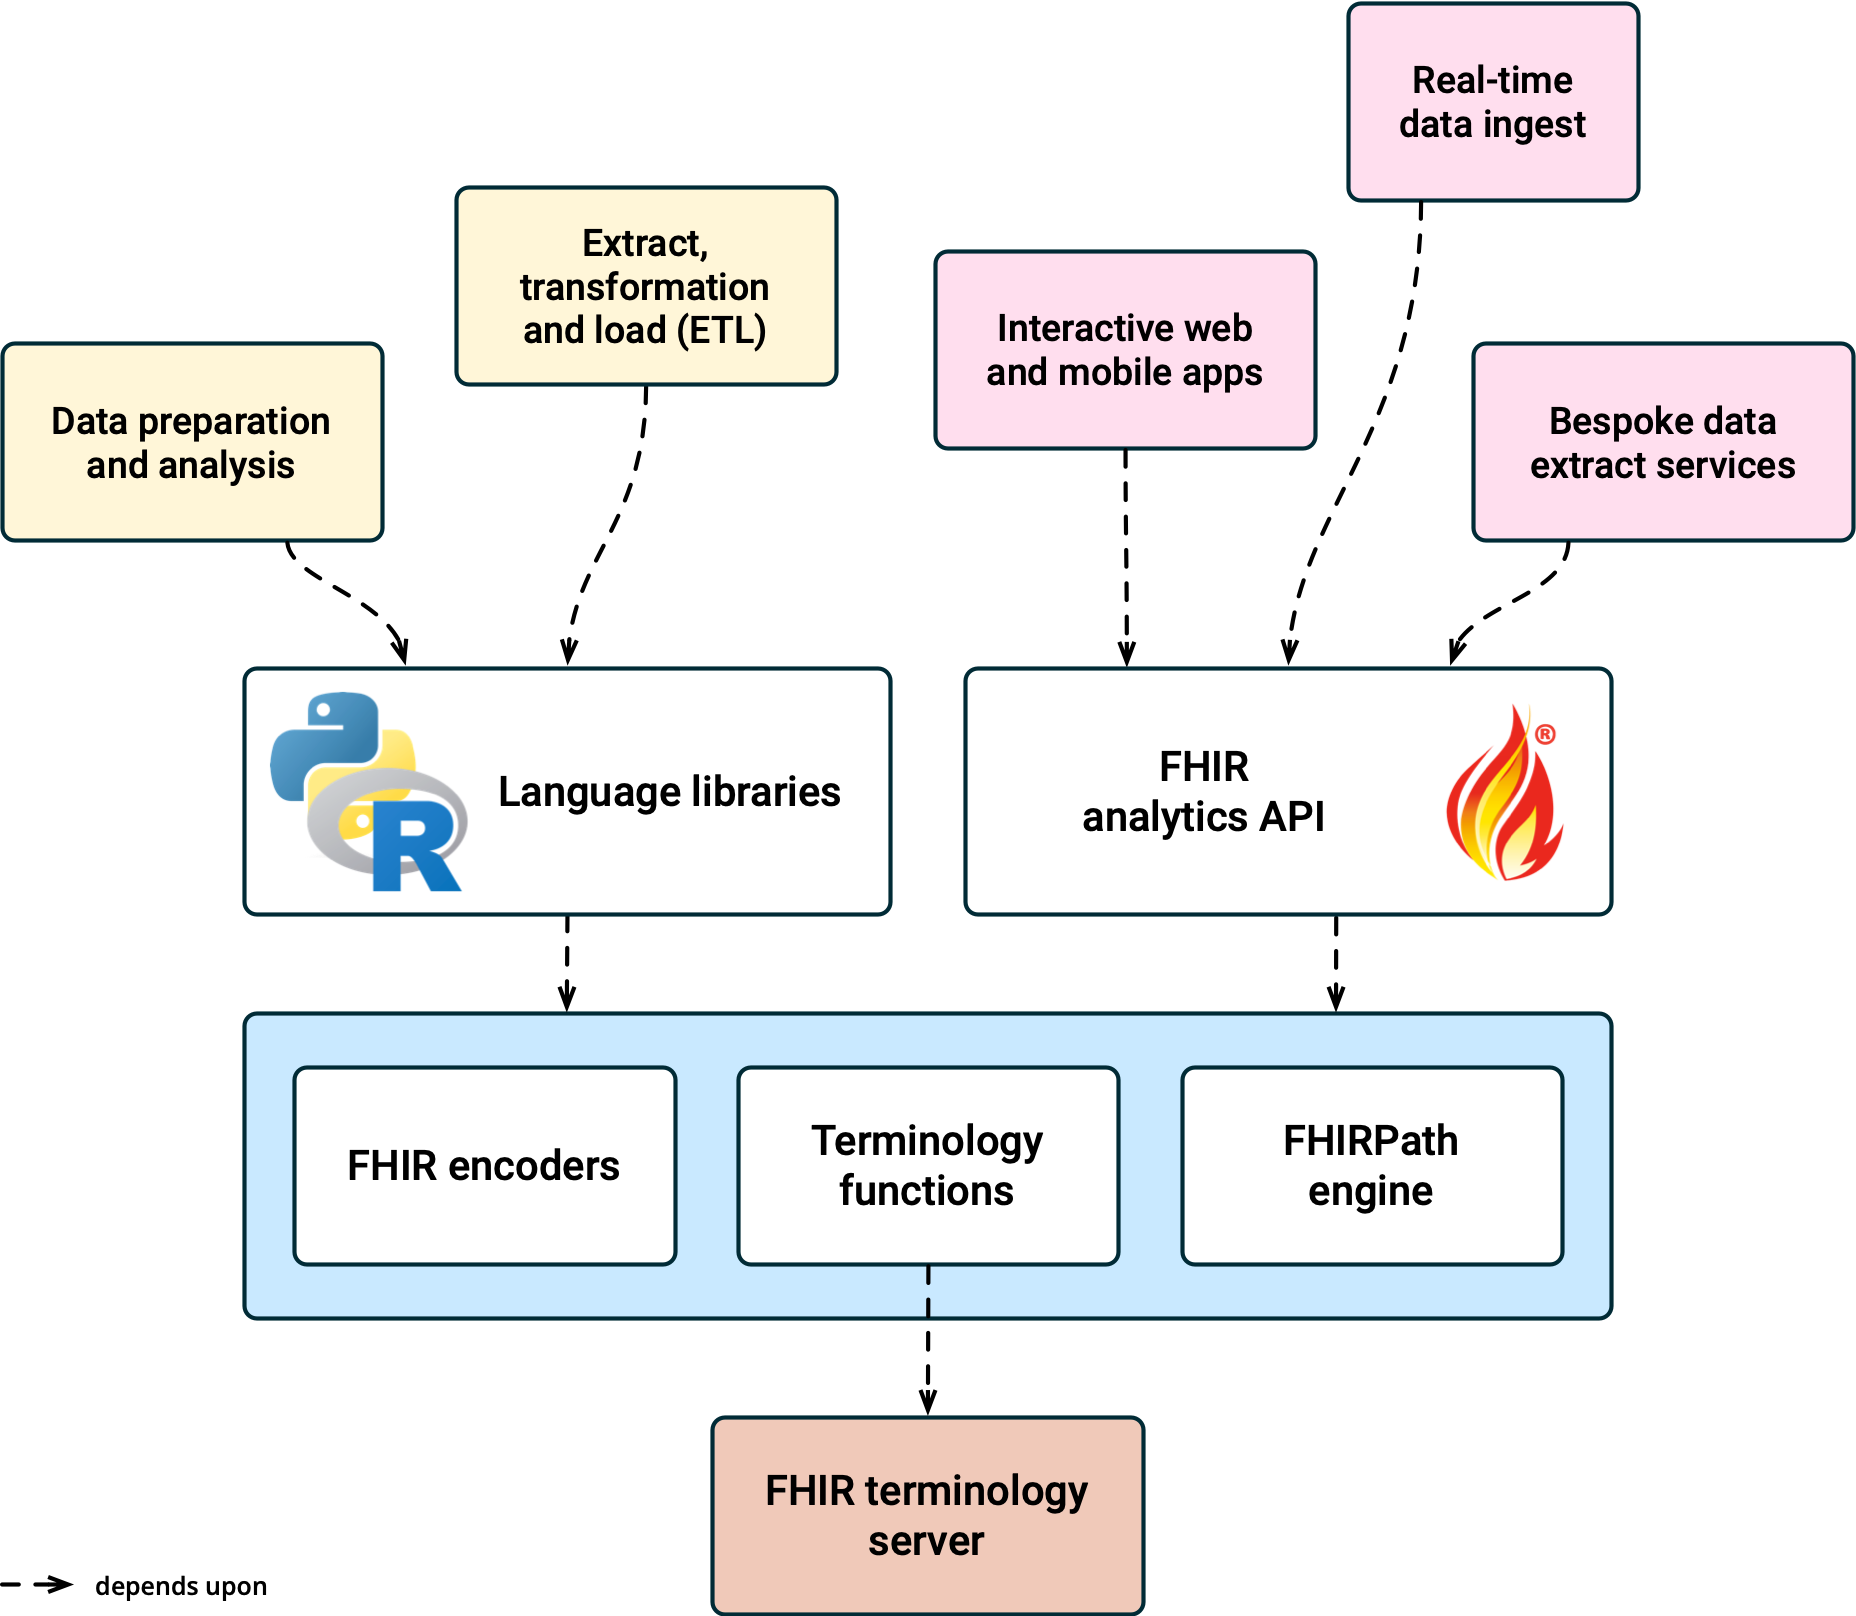 Real-time
data ingest
Extract,
transformation
and load (ETL)
Interactive web
and mobile apps
Data preparation
and analysis
Bespoke data
extract services
R
Language libraries
FHIR
analytics API
®
FHIR encoders
Terminology
functions
FHIRPath
engine
FHIR terminology
server
depends upon